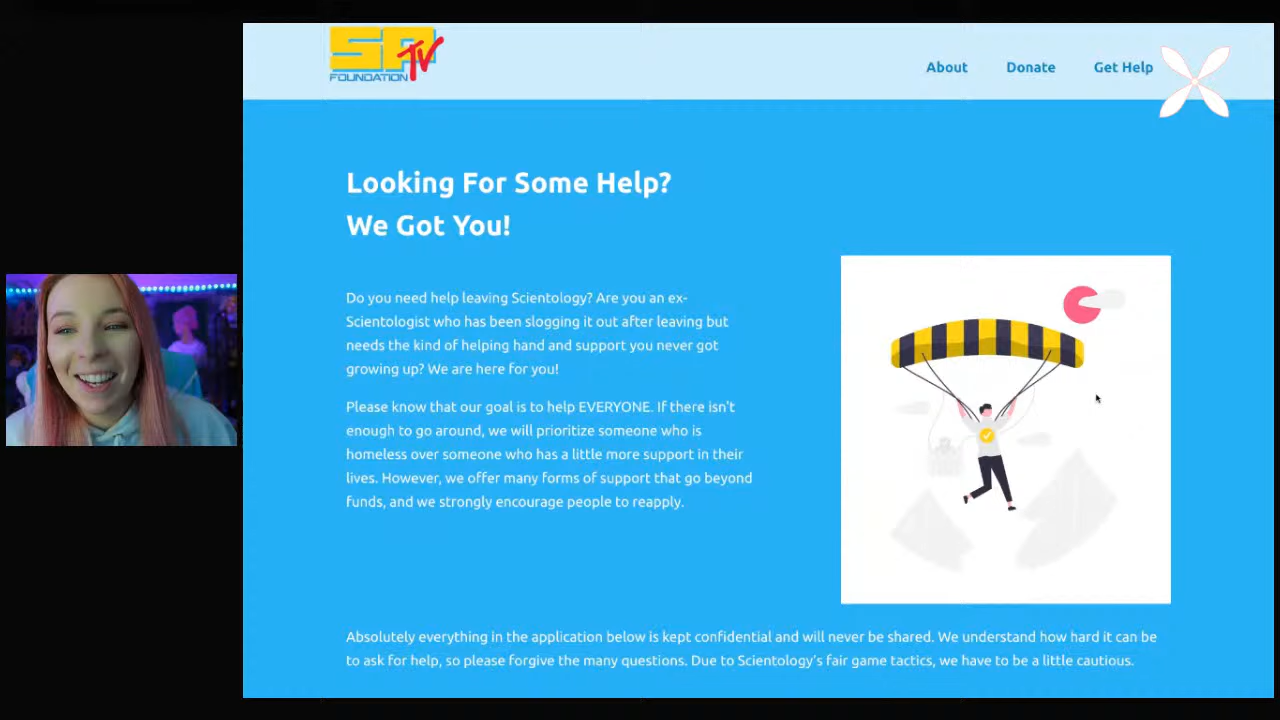 SPTV
FOUNDATION
About
Donate
Get Help
Looking For Some Help?
We Got You!
Do you need help leaving Scientology? Are you an ex-
Scientologist who has been slogging it out after leaving but
needs the kind of helping hand and support you never got
growing up? We are here for you!
Please know that our goal is to help EVERYONE. If there isn't
enough to go around, we will prioritize someone who is
homeless over someone who has a little more support in their
lives. However, we offer many forms of support that go beyond
funds, and we strongly encourage people to reapply.
Absolutely everything in the application below is kept confidential and will never be shared. We understand how hard it can be
to ask for help, so please forgive the many questions. Due to Scientology's fair game tactics, we have to be a little cautious.